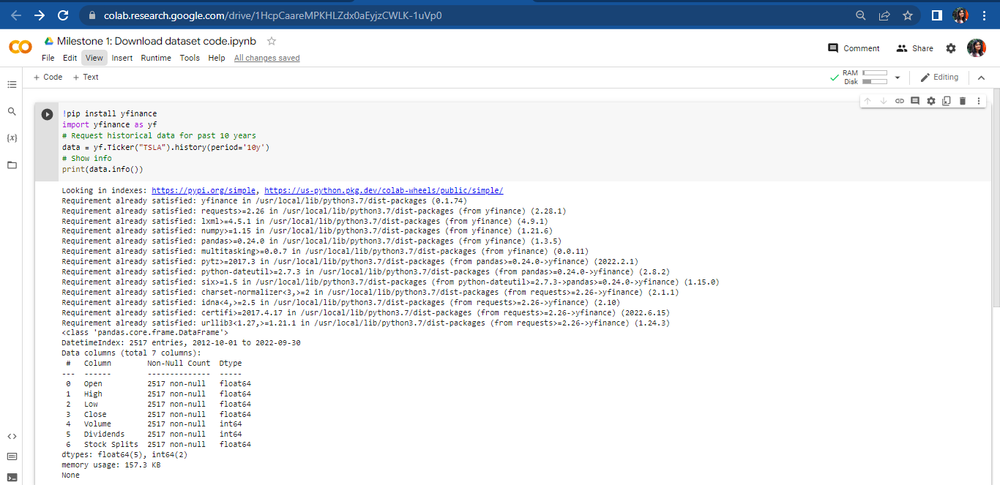 colab.research.google.com/drive/1HcpCaareMPKHLZdx0aEyjzCWLK-1uVp0
CO
Milestone 1: Download dataset code.ipynb
File Edit View Insert Runtime Tools Help All changes saved
Comment
Share
+ Code + Text
RAM
Disk
Editing
{x}
!pip install yfinance
import yfinance as yf
# Request historical data for past 10 years
data = yf.Ticker("TSLA").history(period='10y')
# Show info
print(data.info())
Looking in indexes: https://pypi.org/simple, https://us-python.pkg.dev/colab-wheels/public/simple/
Requirement already satisfied: yfinance in /usr/local/lib/python3.7/dist-packages (0.1.74)
Requirement already satisfied: requests>=2.26 in /usr/local/lib/python3.7/dist-packages (from yfinance) (2.28.1)
Requirement already satisfied: lxml>=4.5.1 in /usr/local/lib/python3.7/dist-packages (from yfinance) (4.9.1)
Requirement already satisfied: numpy>=1.15 in /usr/local/lib/python3.7/dist-packages (from yfinance) (1.21.6)
Requirement already satisfied: pandas>=0.24.0 in /usr/local/lib/python3.7/dist-packages (from yfinance) (1.3.5)
Requirement already satisfied: multitasking>=0.0.7 in /usr/local/lib/python3.7/dist-packages (from yfinance) (0.0.11)
Requirement already satisfied: pytz>=2017.3 in /usr/local/lib/python3.7/dist-packages (from pandas>=0.24.0->yfinance) (2022.2.1)
Requirement already satisfied: python-dateutil>=2.7.3 in /usr/local/lib/python3.7/dist-packages (from pandas>=0.24.0->yfinance) (2.8.2)
Requirement already satisfied: six>=1.5 in /usr/local/lib/python3.7/dist-packages (from python-dateutil>=2.7.3->pandas>=0.24.0->yfinance) (1.15.0)
Requirement already satisfied: charset-normalizer<3,>=2 in /usr/local/lib/python3.7/dist-packages (from requests>=2.26->yfinance) (2.1.1)
Requirement already satisfied: idna<4,>=2.5 in /usr/local/lib/python3.7/dist-packages (from requests>=2.26->yfinance) (2.10)
Requirement already satisfied: certifi>=2017.4.17 in /usr/local/lib/python3.7/dist-packages (from requests>=2.26->yfinance) (2022.6.15)
Requirement already satisfied: urllib3<1.27,>=1.21.1 in /usr/local/lib/python3.7/dist-packages (from requests>=2.26->yfinance) (1.24.3)
<class 'pandas.core.frame.DataFrame'>
DatetimeIndex: 2517 entries, 2012-10-01 to 2022-09-30
Data columns (total 7 columns):
 #   Column        Non-Null Count  Dtype
---  ------        --------------  -----
 0   Open          2517 non-null   float64
 1   High          2517 non-null   float64
 2   Low           2517 non-null   float64
 3   Close         2517 non-null   float64
 4   Volume        2517 non-null   int64
 5   Dividends     2517 non-null   int64
 6   Stock Splits  2517 non-null   float64
dtypes: float64(5), int64(2)
memory usage: 157.3 KB
None